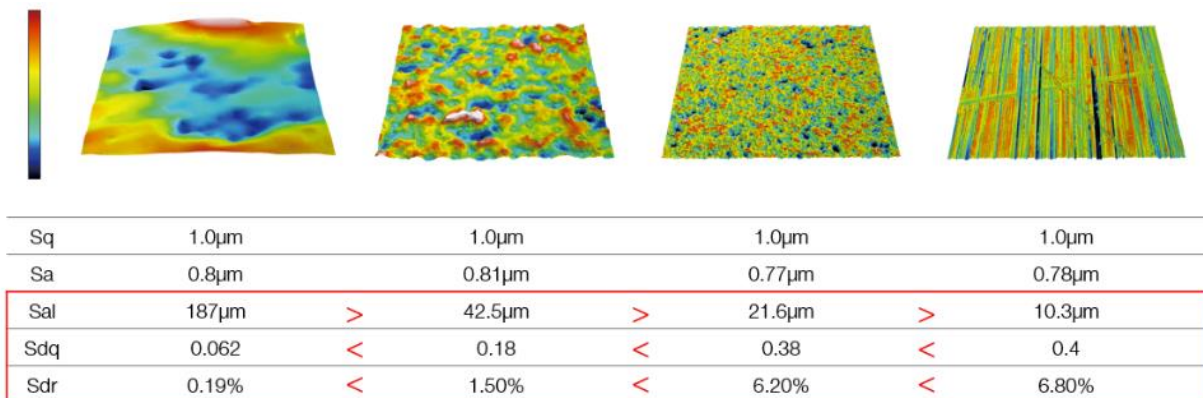 Sq 1.0μm 1.0μm 1.0μm 1.0μm
Sa 0.8μm 0.81μm 0.77μm 0.78μm
Sal 187μm > 42.5μm > 21.6μm > 10.3μm
Sdq 0.062 < 0.18 < 0.38 < 0.4
Sdr 0.19% < 1.50% < 6.20% < 6.80%